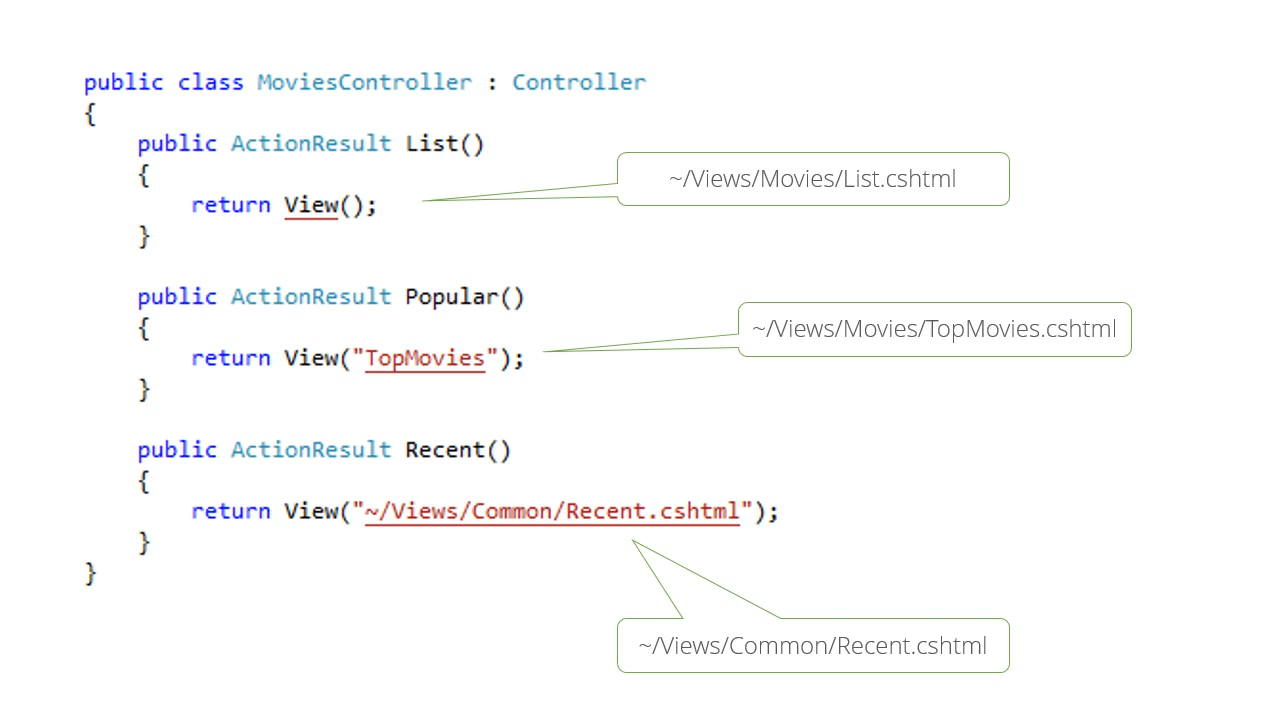 public class MoviesController : Controller
{
    public ActionResult List()
    {
        return View();
    }
    public ActionResult Popular()
    {
        return View("TopMovies");
    }
    public ActionResult Recent()
    {
        return View("~/Views/Common/Recent.cshtml");
    }
}
~/Views/Movies/List.cshtml
~/Views/Movies/TopMovies.cshtml
~/Views/Common/Recent.cshtml